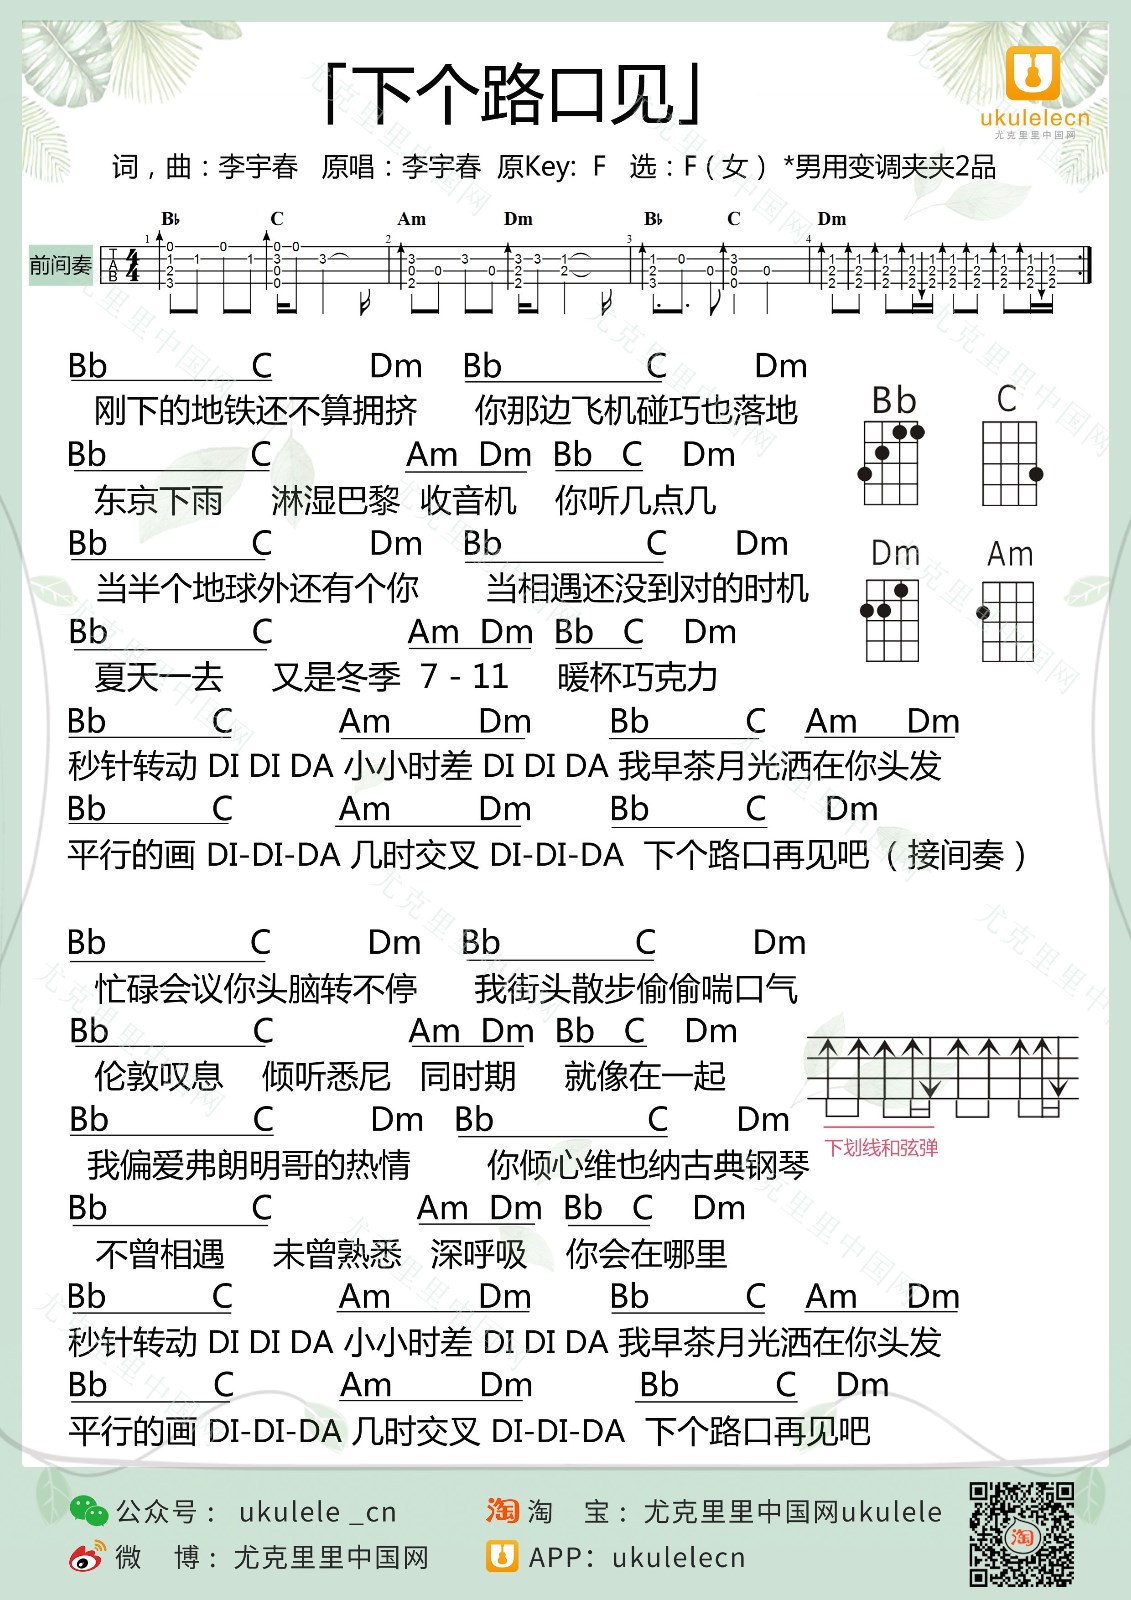 「下个路口见」
ukulelecn
尤克里里中国网
词，曲：李宇春 原唱：李宇春 原Key: F 选：F（女） *男用变调夹夹2品
前间奏
B♭ C Am Dm B♭ C Dm
Bb C Dm Bb C Dm
刚下的地铁还不算拥挤 你那边飞机碰巧也落地
Bb C Am Dm Bb C Dm
东京下雨 淋湿巴黎 收音机 你听几点几
Bb C Dm Bb C Dm
当半个地球外还有个你 当相遇还没到对的时机
Bb C Am Dm Bb C Dm
夏天一去 又是冬季 7 - 11 暖杯巧克力
Bb C
Dm Am
Bb C Am Dm Bb C Am Dm
秒针转动 DI DI DA 小小时差 DI DI DA 我早茶月光洒在你头发
Bb C Am Dm Bb C Dm
平行的画 DI-DI-DA 几时交叉 DI-DI-DA 下个路口再见吧（接间奏）
Bb C Dm Bb C Dm
忙碌会议你头脑转不停 我街头散步偷偷喘口气
Bb C Am Dm Bb C Dm
伦敦叹息 倾听悉尼 同时期 就像在一起
Bb C Dm Bb C Dm
我偏爱弗朗明哥的热情 你倾心维也纳古典钢琴
下划线和弦弹
Bb C Am Dm Bb C Dm
不曾相遇 未曾熟悉 深呼吸 你会在哪里
Bb C Am Dm Bb C Am Dm
秒针转动 DI DI DA 小小时差 DI DI DA 我早茶月光洒在你头发
Bb C Am Dm Bb C Dm
平行的画 DI-DI-DA 几时交叉 DI-DI-DA 下个路口再见吧
公众号： ukulele _cn
淘 宝：尤克里里中国网ukulele
微 博：尤克里里中国网
APP：ukulelecn